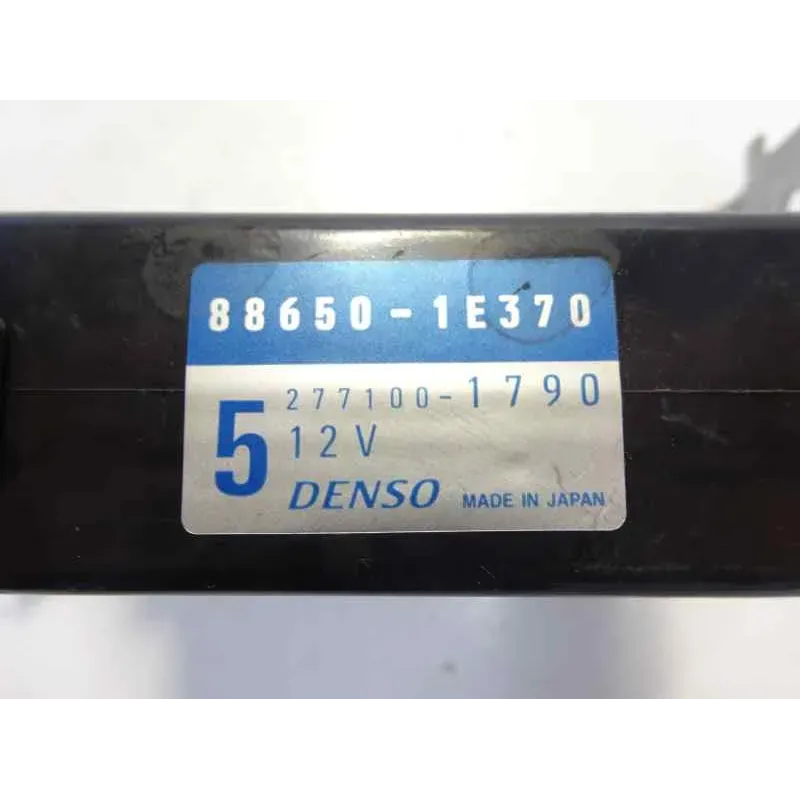 88650-1E370
277100-1790
5 12V
DENSO MADE IN JAPAN